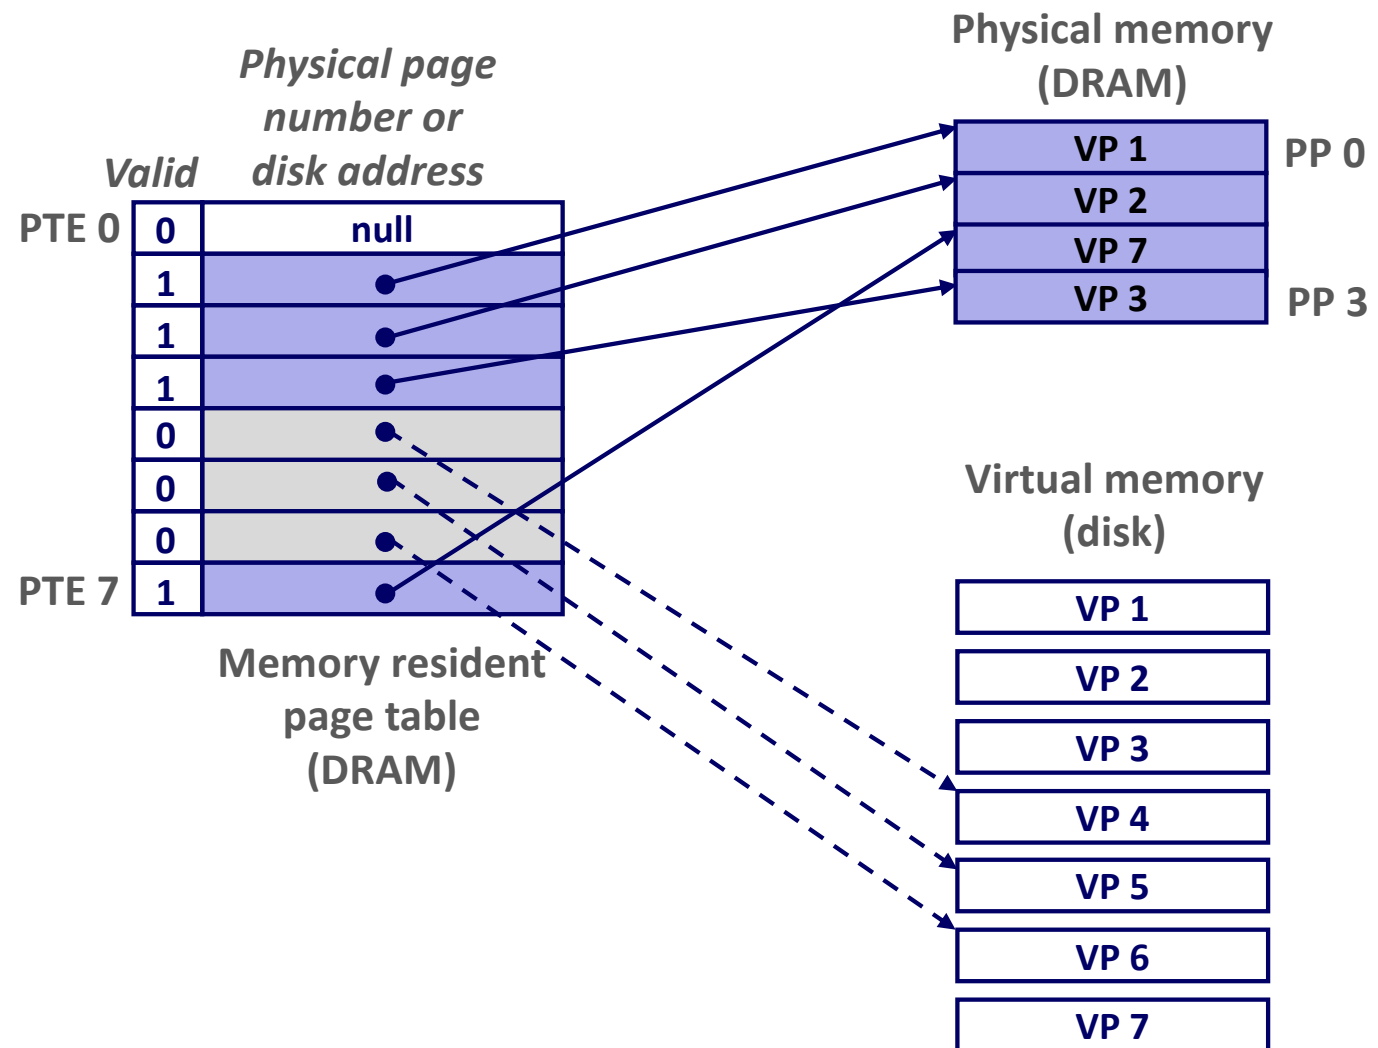 Physical memory
(DRAM)
Physical page
number or
disk address
Valid
VP 1
PP 0
VP 2
VP 7
VP 3
PP 3
PTE 0
0
null
1
1
1
0
0
0
PTE 7
1
Memory resident
page table
(DRAM)
Virtual memory
(disk)
VP 1
VP 2
VP 3
VP 4
VP 5
VP 6
VP 7